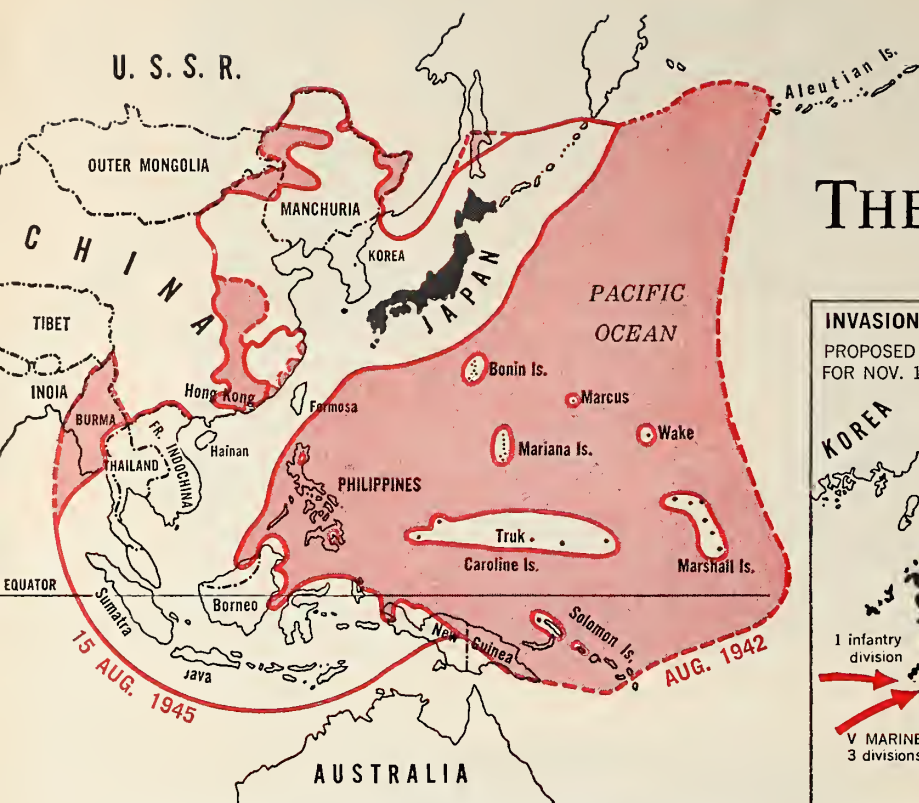 U. S. S. R.
Aleutian Is.
OUTER MONGOLIA
MANCHURIA
THE
CHINA
KOREA
JAPAN
PACIFIC
OCEAN
TIBET
INVASION
PROPOSED
FOR NOV. 1
INDIA
Bonin Is.
Hong Kong
Marcus
Formosa
KOREA
BURMA
FR. INDOCHINA
Hainan
Mariana Is.
Wake
THAILAND
PHILIPPINES
Truk
Caroline Is.
Marshall Is.
EQUATOR
Sumatra
Borneo
Solomon Is.
New Guinea
1 infantry
division
15 AUG. 1945
Java
AUG. 1942
V MARINE
3 divisions
AUSTRALIA